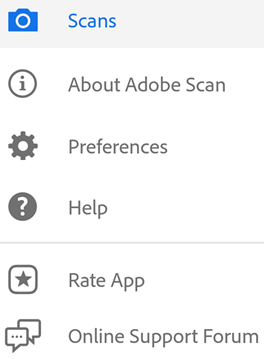 Scans
About Adobe Scan
Preferences
Help
Rate App
Online Support Forum